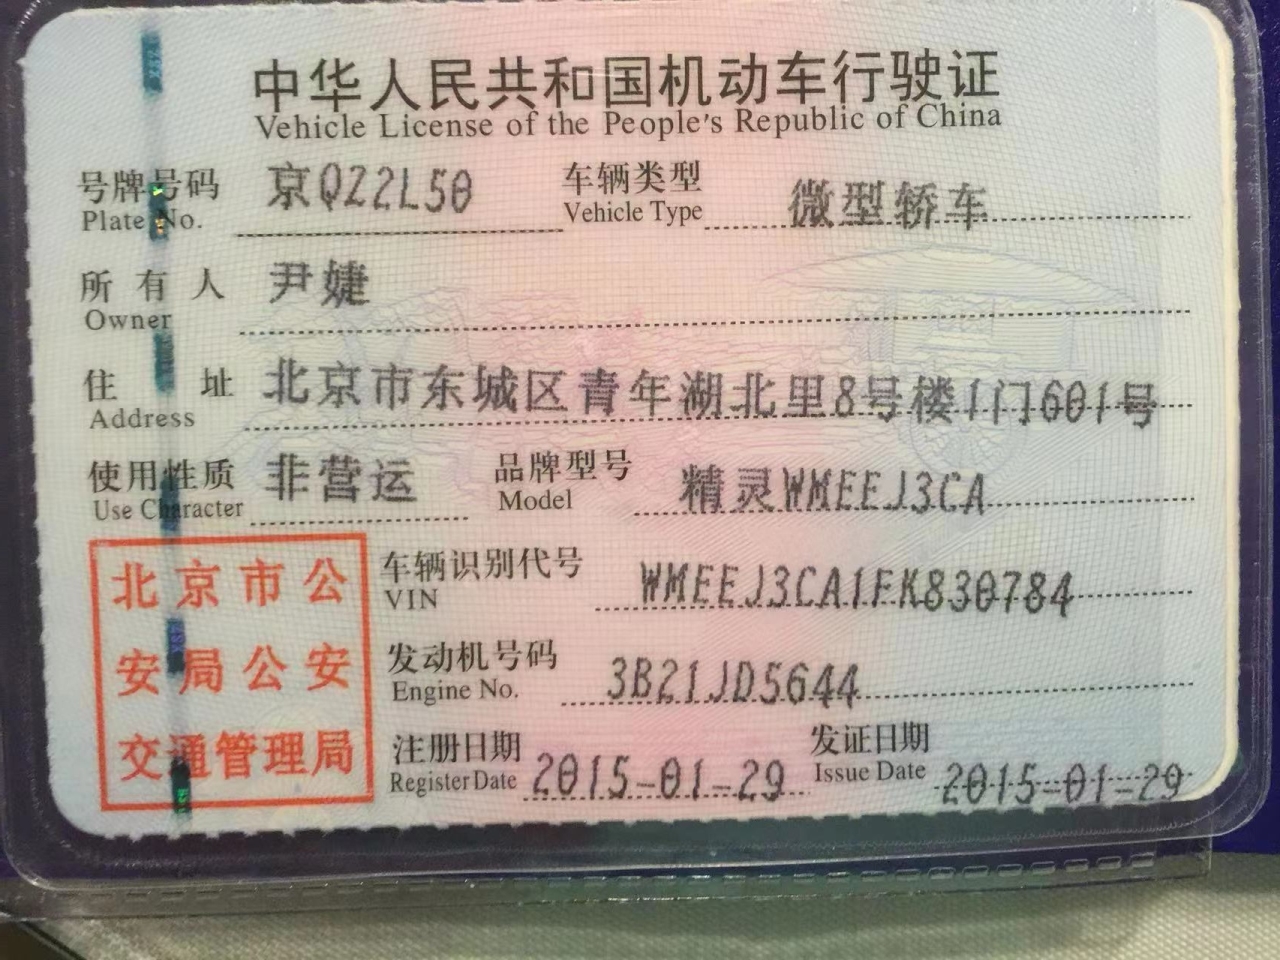 中华人民共和国机动车行驶证
Vehicle License of the People's Republic of China
号牌号码 京QZ2L50 车辆类型 微型轿车
Plate No. Vehicle Type
所有人 尹婕
Owner
住址 北京市东城区青年湖北里8号楼1门601号
Address
使用性质 非营运 品牌型号 精灵WMEEJ3CA
Use Character Model
车辆识别代号 WMEEJ3CA1FK830784
VIN
发动机号码 3B21JD5644
Engine No.
注册日期 2015-01-29 发证日期 2015-01-29
Register Date Issue Date
北京市公
安局公安
交通管理局